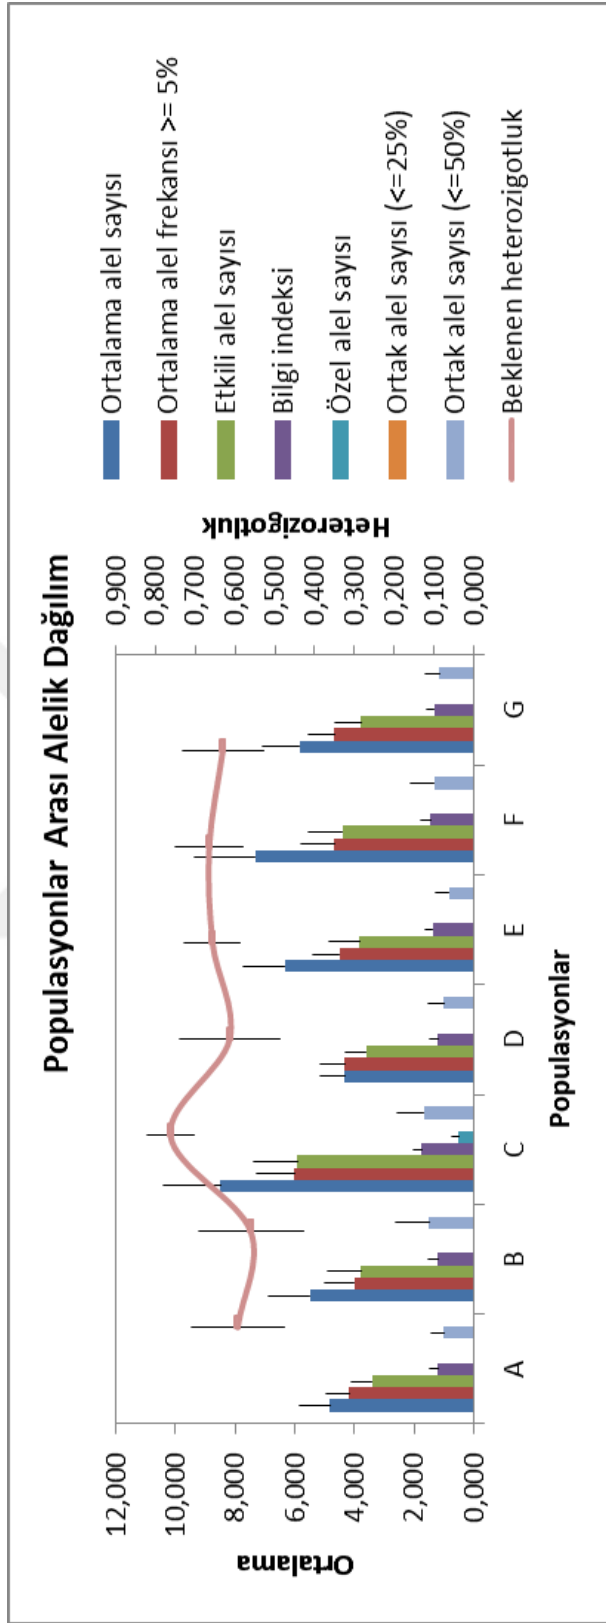 Populasyonlar Arası Alelik Dağılım
Ortalama
12,000
10,000
8,000
6,000
4,000
2,000
0,000
A
B
C
D
E
F
G
Populasyonlar
0,900
0,800
0,700
0,600
0,500
0,400
0,300
0,200
0,100
0,000
Heterozigotluk
Ortalama alel sayısı
Ortalama alel frekansı >= 5%
Etkili alel sayısı
Bilgi indeksi
Özel alel sayısı
Ortak alel sayısı (<=25%)
Ortak alel sayısı (<=50%)
Beklenen heterozigotluk